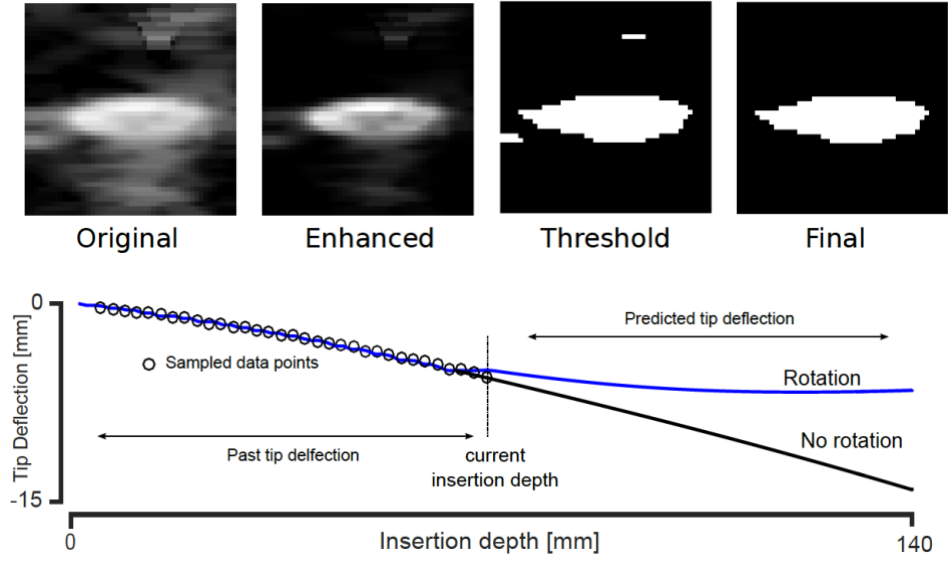 Original
Enhanced
Threshold
Final
0
Tip Deflection [mm]
-15
Sampled data points
Past tip delfection
current
insertion depth
Predicted tip deflection
Rotation
No rotation
0
Insertion depth [mm]
140